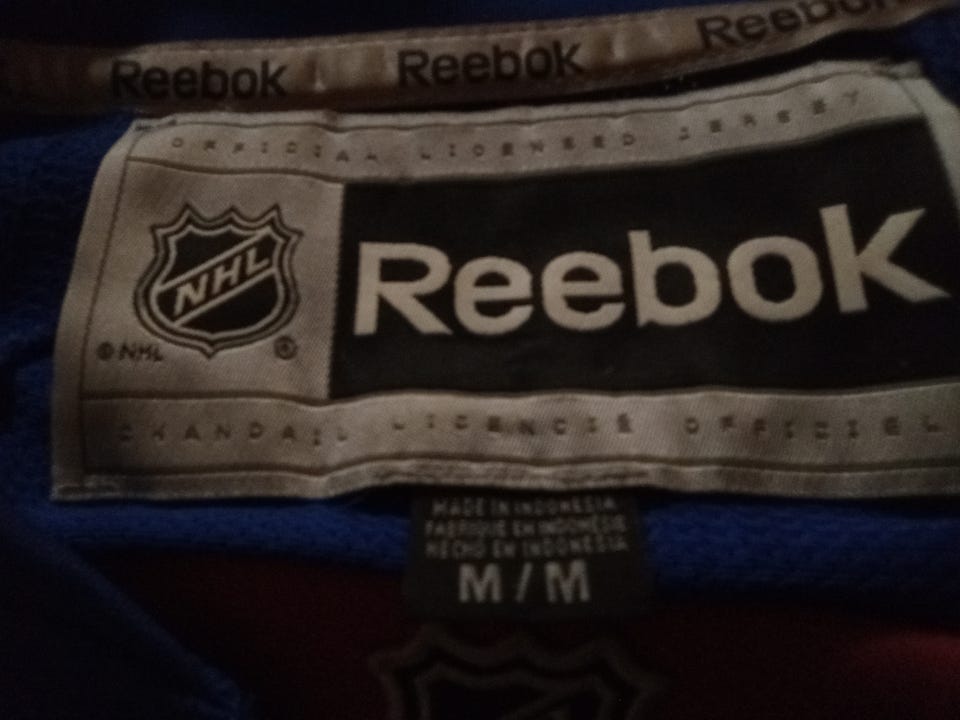 Reebok Reebok Reebok
OFFICIAL LICENSED JERSEY
NHL
Reebok
© NHL ®
CHANDAIL LICENCIÉ OFFICIEL
MADE IN INDONESIA
FABRIQUE EN INDONÉSIE
HECHO EN INDONESIA
M / M